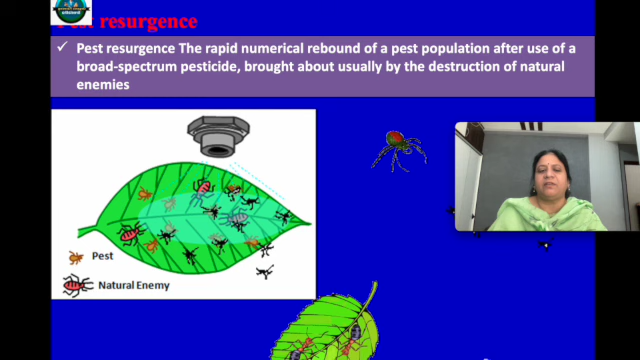 Pest resurgence
✓ Pest resurgence The rapid numerical rebound of a pest population after use of a
broad-spectrum pesticide, brought about usually by the destruction of natural
enemies
Pest
Natural Enemy